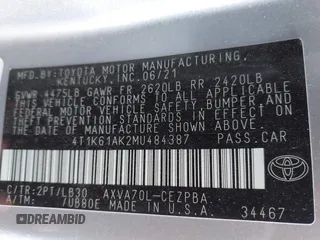 MFD.BY:TOYOTA MOTOR MANUFACTURING,
KENTUCKY, INC.06/21
GVWR 4475LB GAWR FR 2620LB RR 2420LB
THIS VEHICLE CONFORMS TO ALL APPLICABLE
FEDERAL MOTOR VEHICLE SAFETY, BUMPER, AND
THEFT PREVENTION STANDARDS IN EFFECT ON
THE DATE OF MANUFACTURE SHOWN ABOVE.
4T1K61AK2MU484387
PASS. CAR
TOYOTA
C/TR:2PT/LB30 AXVA70L-CEZPBA
A/TM: /UB80E MADE IN U.S.A.
34467
DREAMBID